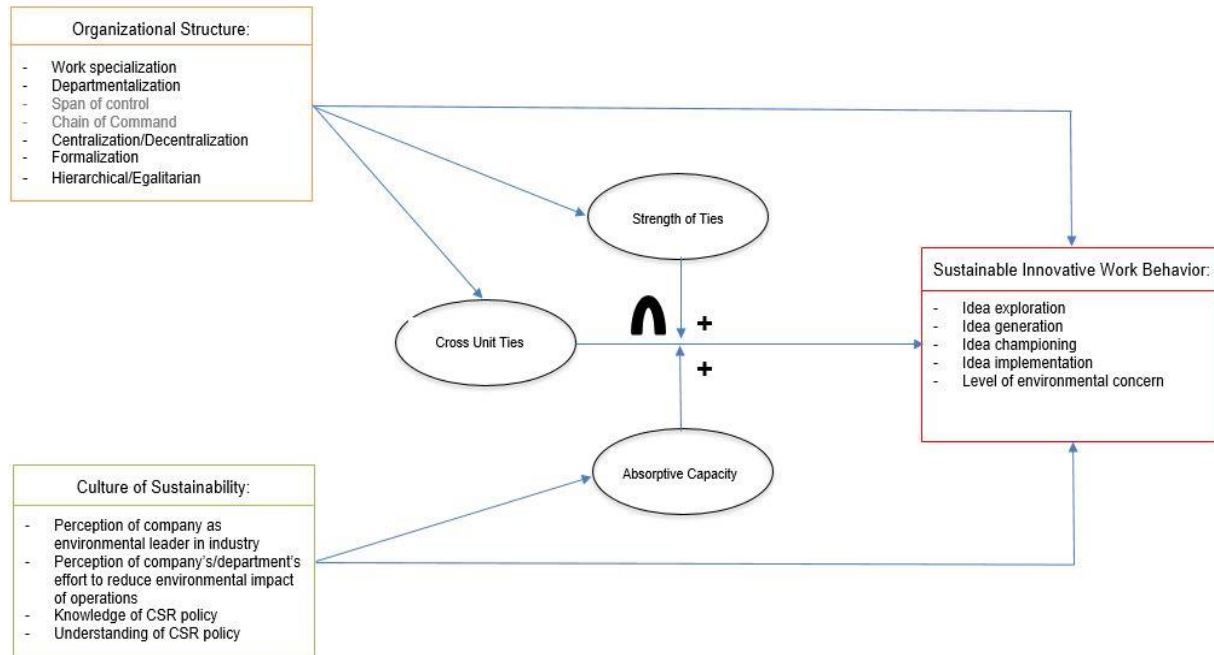 Organizational Structure:
- Work specialization
- Departmentalization
- Span of control
- Chain of Command
- Centralization/Decentralization
- Formalization
- Hierarchical/Egalitarian
Strength of Ties
Cross Unit Ties
+
+
Absorptive Capacity
Sustainable Innovative Work Behavior:
- Idea exploration
- Idea generation
- Idea championing
- Idea implementation
- Level of environmental concern
Culture of Sustainability:
- Perception of company as
environmental leader in industry
- Perception of company's/department's
effort to reduce environmental impact
of operations
- Knowledge of CSR policy
- Understanding of CSR policy